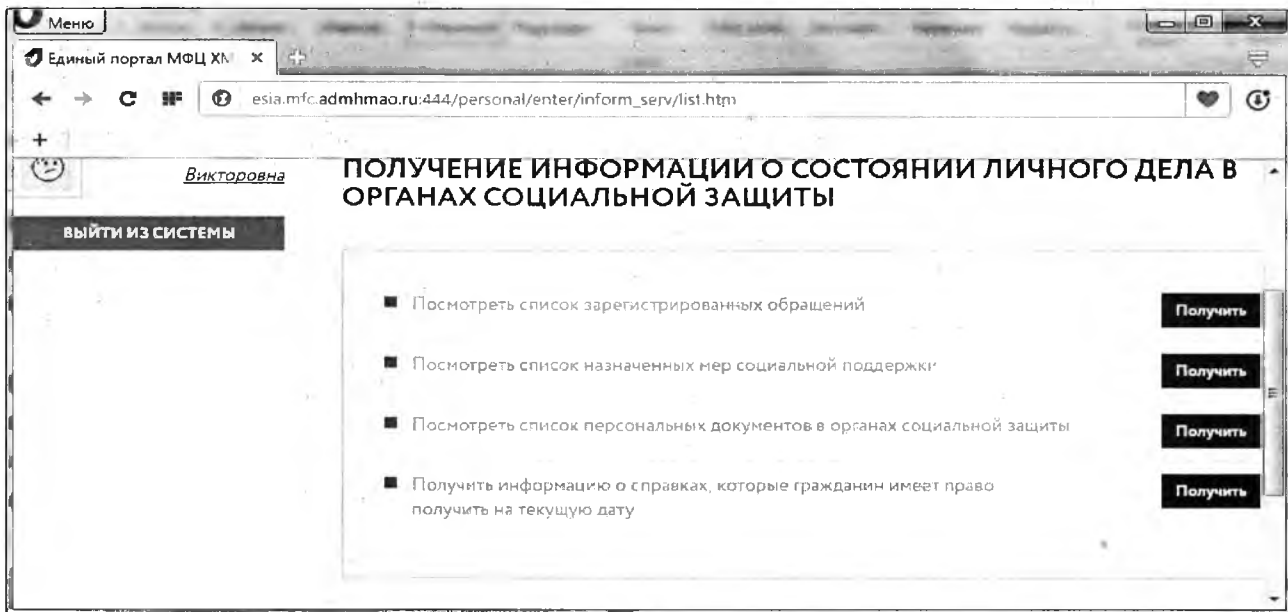 Меню
Единый портал МФЦ ХМ
esia.mfc.admhmao.ru:444/personal/enter/inform_serv/list.htm
Викторовна
ВЫЙТИ ИЗ СИСТЕМЫ
ПОЛУЧЕНИЕ ИНФОРМАЦИИ О СОСТОЯНИИ ЛИЧНОГО ДЕЛА В
ОРГАНАХ СОЦИАЛЬНОЙ ЗАЩИТЫ
Посмотреть список зарегистрированных обращений
Получить
Посмотреть список назначенных мер социальной поддержки
Получить
Посмотреть список персональных документов в органах социальной защиты
Получить
Получить информацию о справках, которые гражданин имеет право
получить на текущую дату
Получить